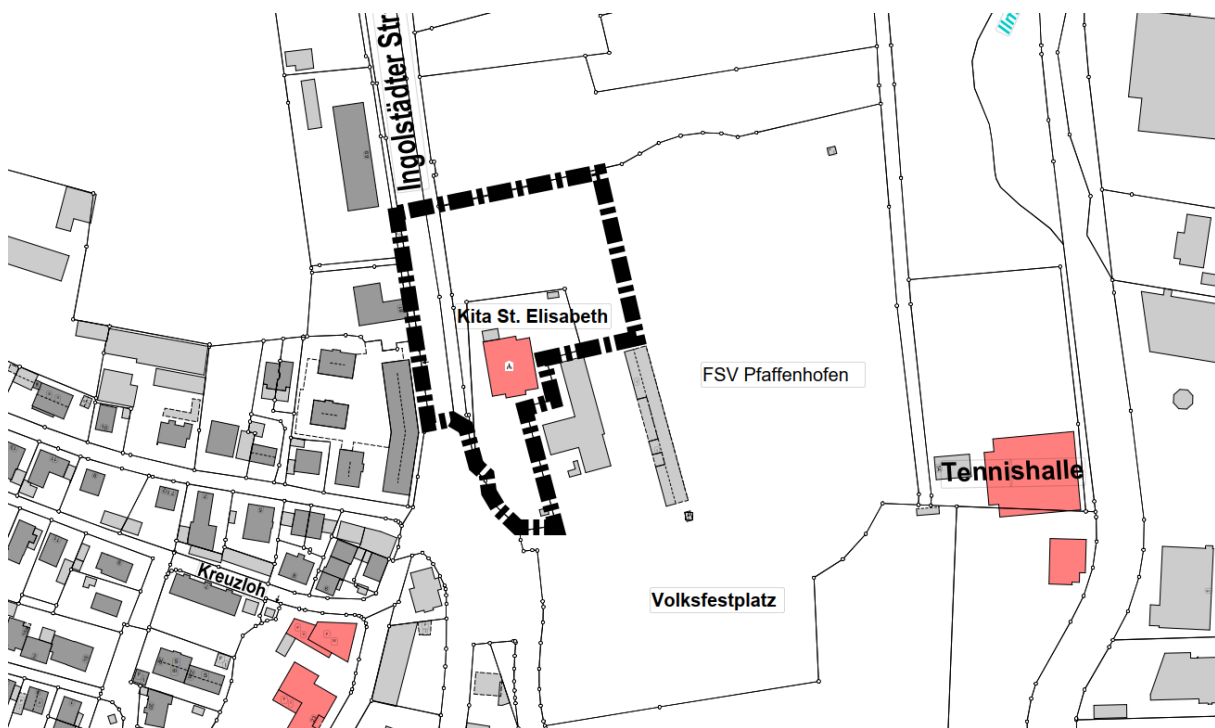 Ingolstädter Str
Kita St. Elisabeth
FSV Pfaffenhofen
Tennishalle
Kreuzloh
Volksfestplatz